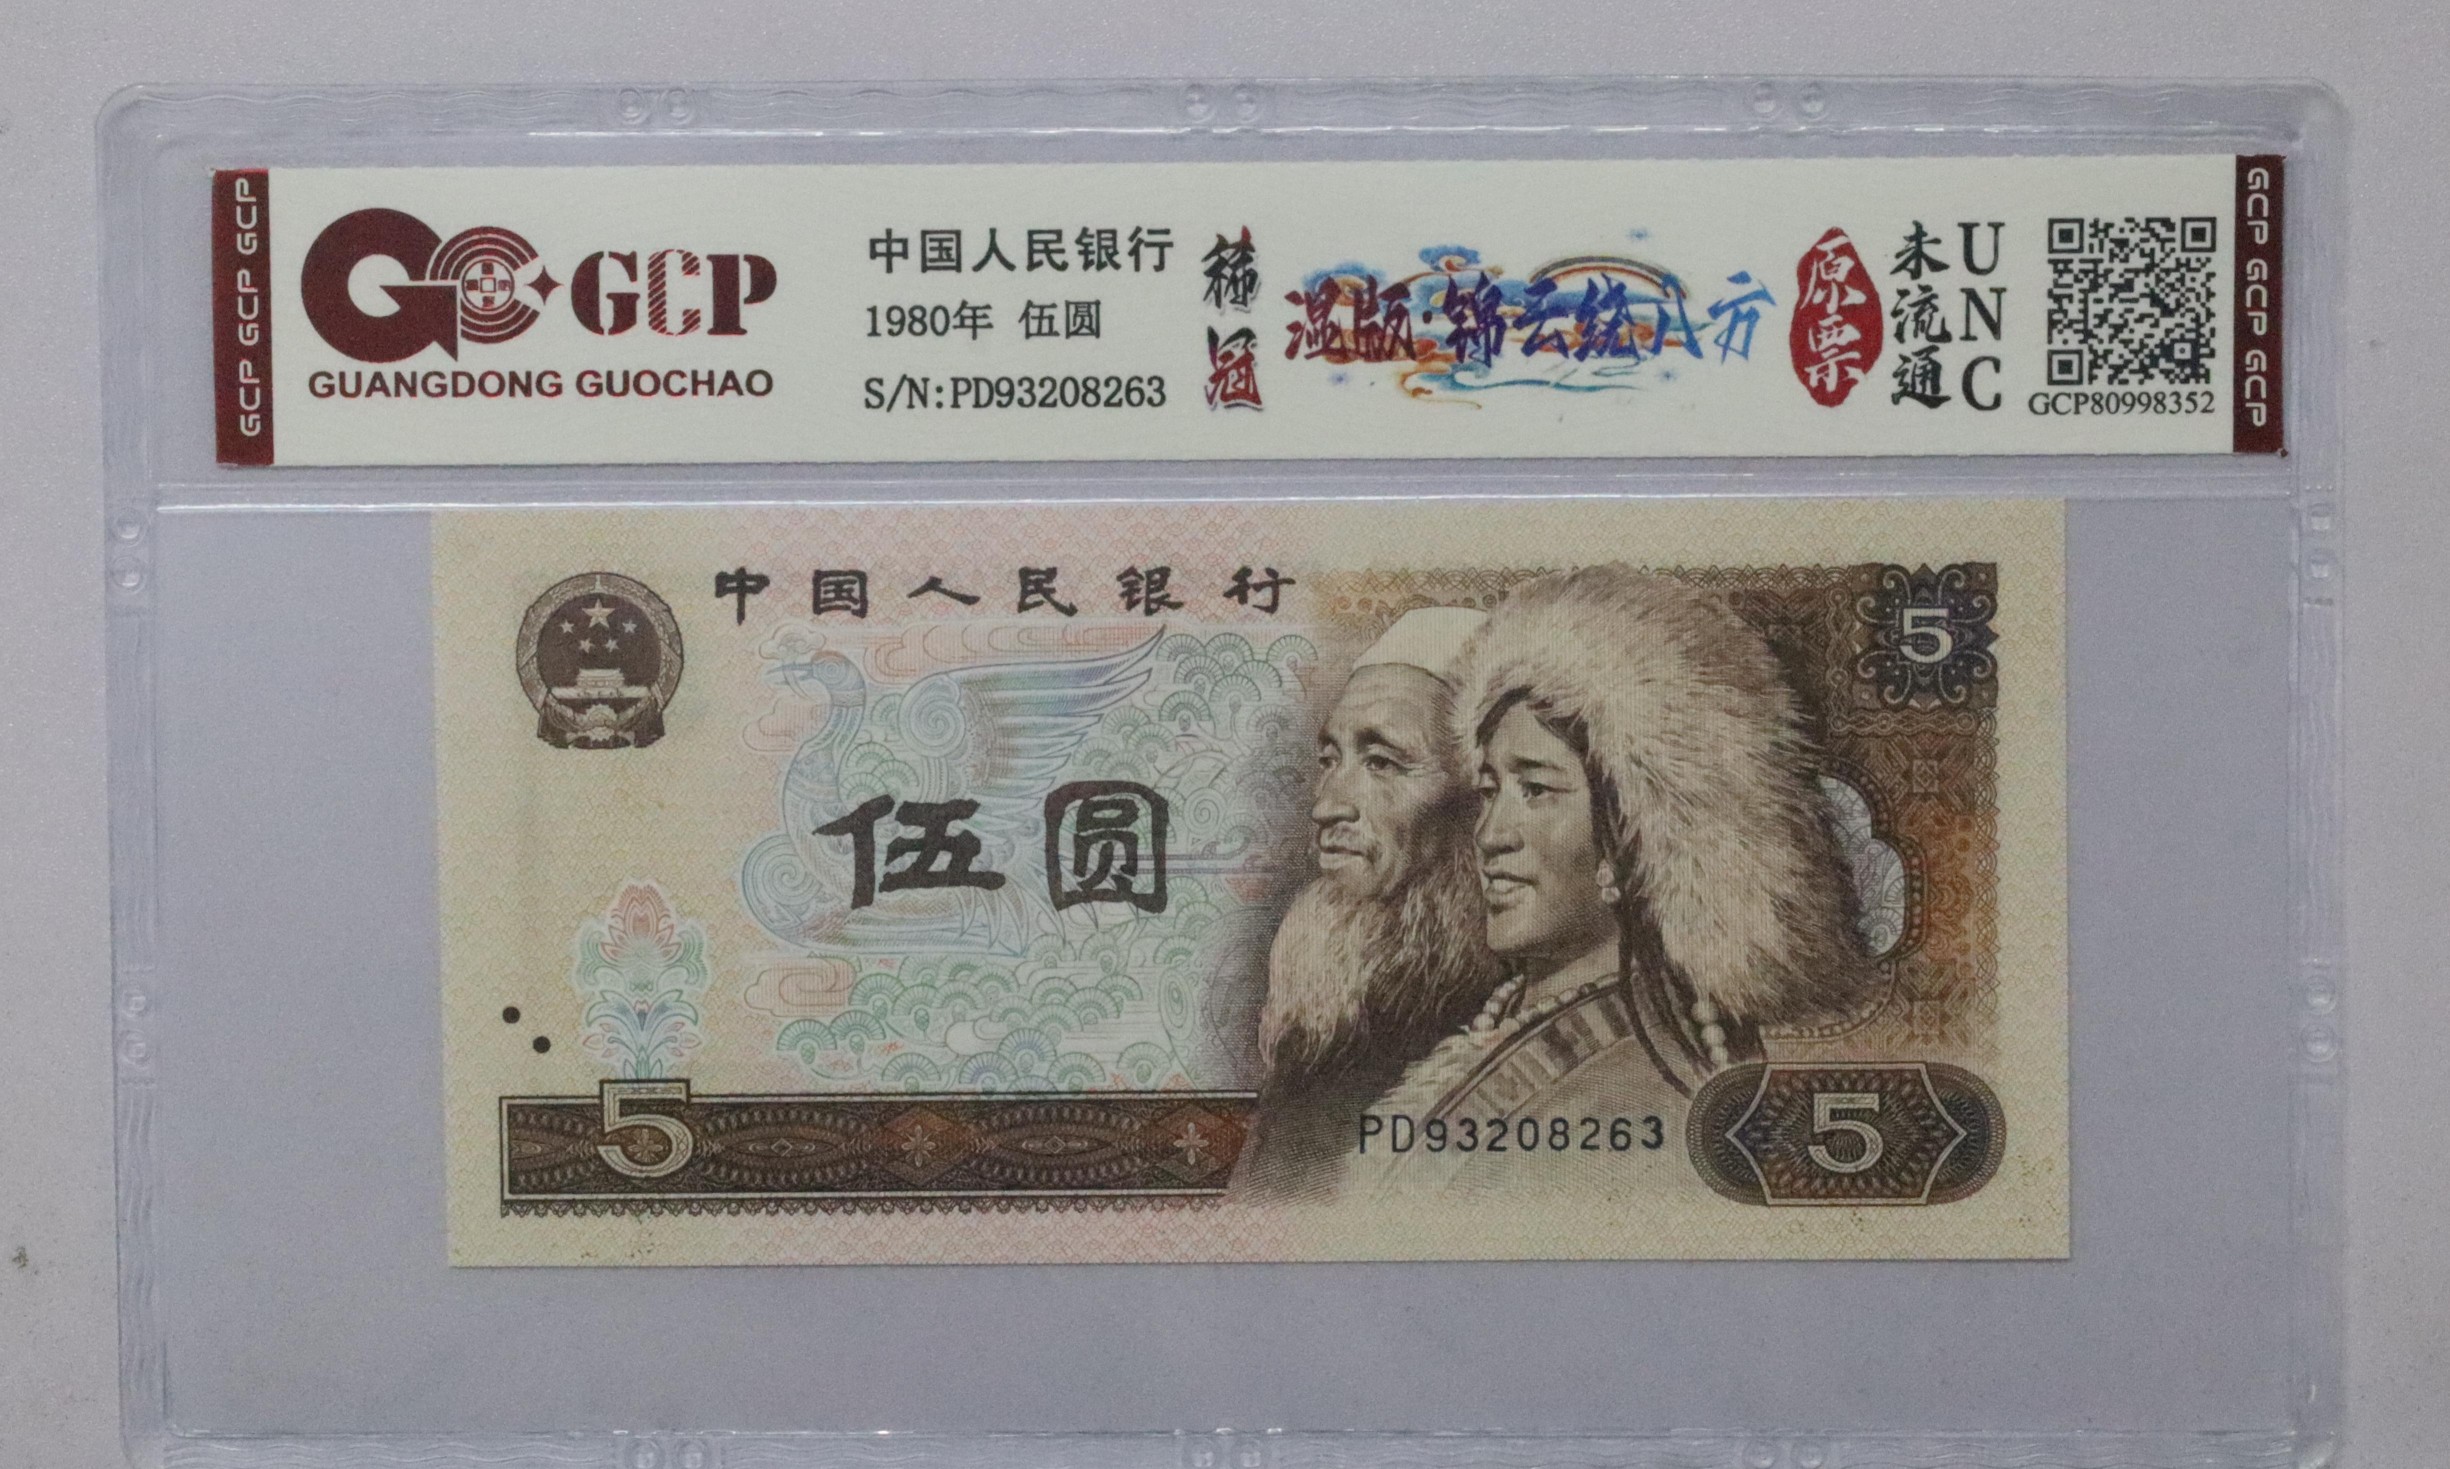 GCP GCP GCP
GCP
GUANGDONG GUOCHAO
中国人民银行
1980年 伍圆
S/N:PD93208263
稀冠
湿版·锦云绕八方
原票
未流通
UNC
GCP80998352
GCP GCP GCP
中国人民银行
5
伍圆
5
PD93208263
5